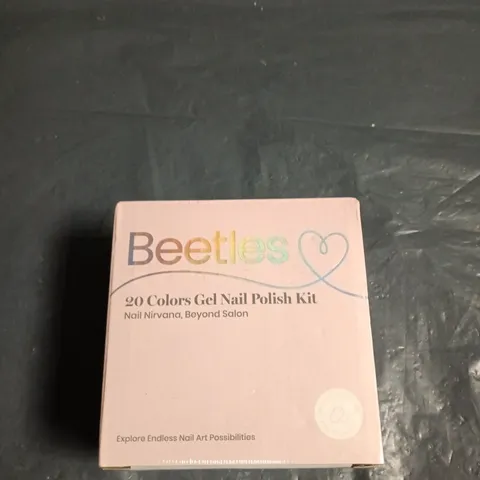 Beetles
20 Colors Gel Nail Polish Kit
Nail Nirvana, Beyond Salon
Explore Endless Nail Art Possibilities